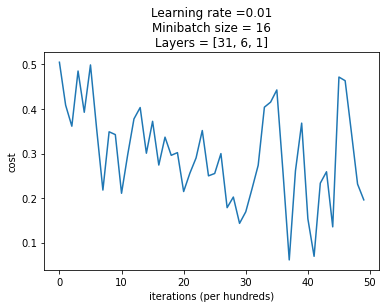 Learning rate =0.01
Minibatch size = 16
Layers = [31, 6, 1]
0.5
0.4
0.3
0.2
0.1
cost
0 10 20 30 40 50
iterations (per hundreds)